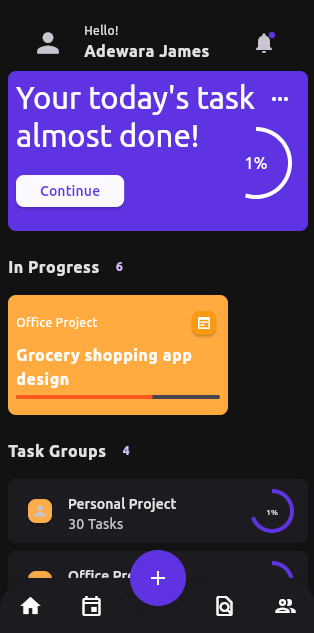 Hello!
Adewara James
Your today's task
almost done!
1%
Continue
In Progress 6
Office Project
Grocery shopping app
design
Task Groups 4
Personal Project
30 Tasks
1%
Office